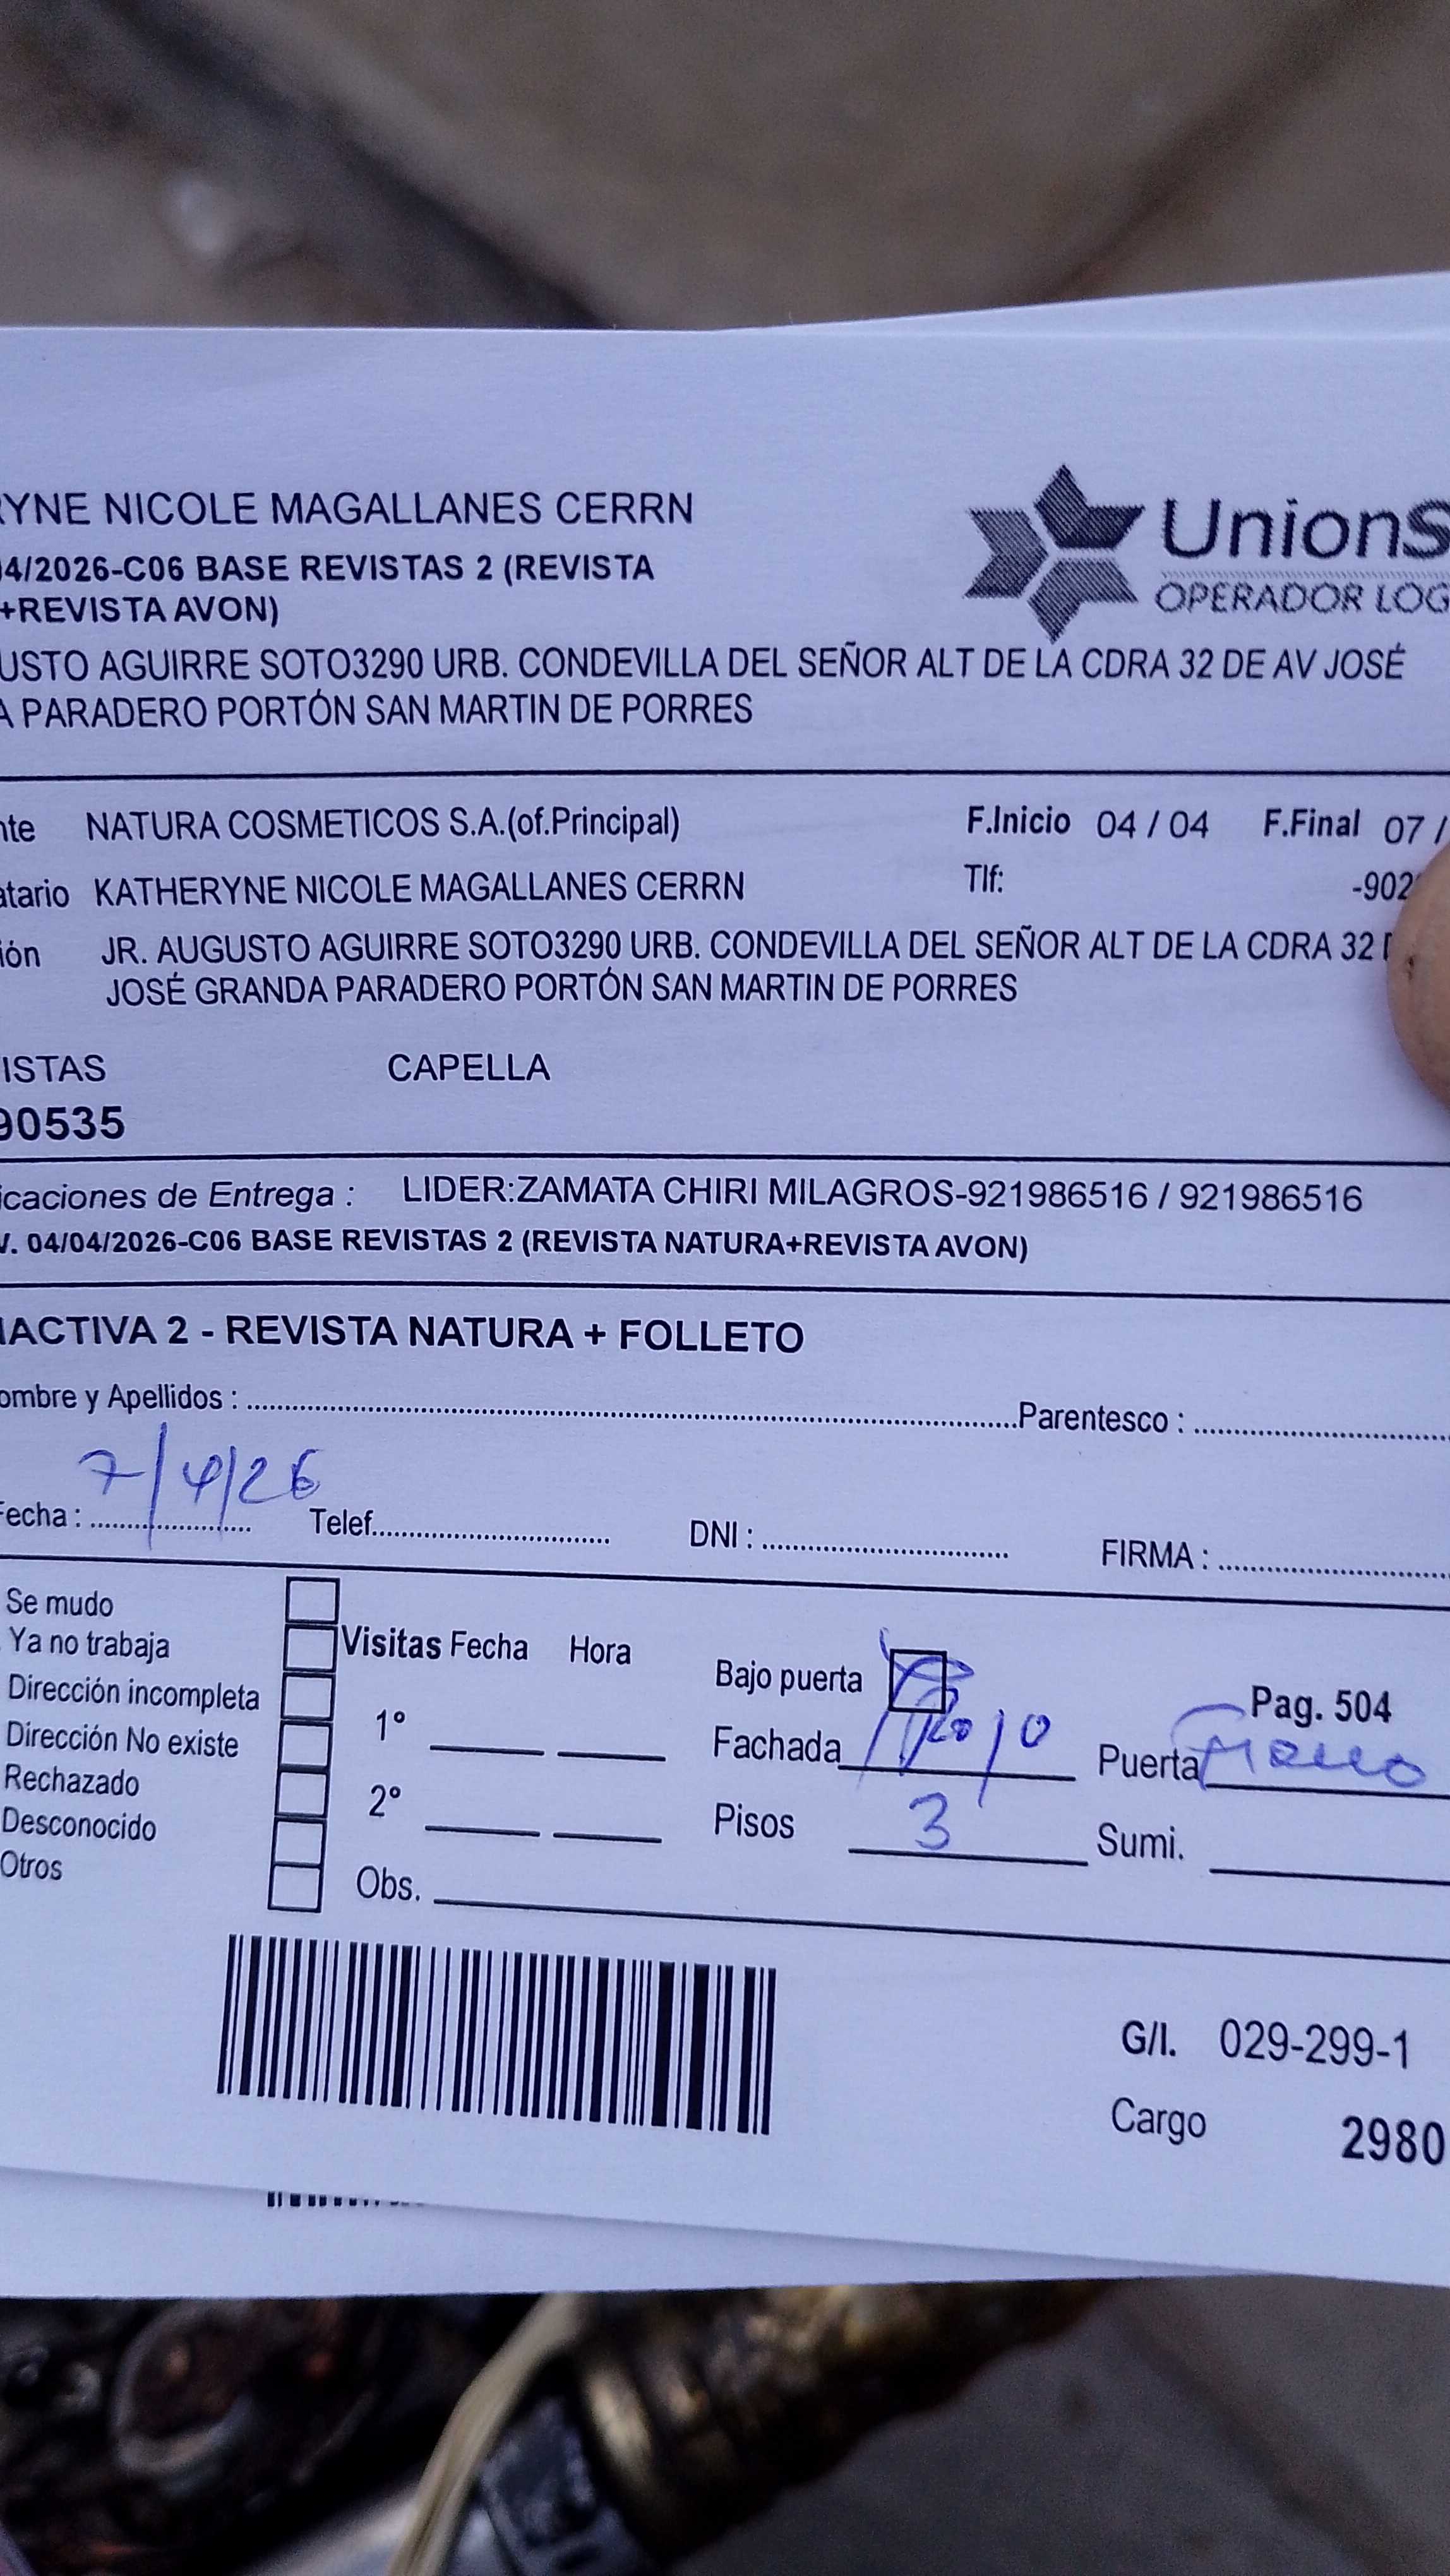 RYNE NICOLE MAGALLANES CERRN
04/2026-C06 BASE REVISTAS 2 (REVISTA
+REVISTA AVON)
UnionS
OPERADOR LOG
USTO AGUIRRE SOTO3290 URB. CONDEVILLA DEL SEÑOR ALT DE LA CDRA 32 DE AV JOSÉ
A PARADERO PORTÓN SAN MARTIN DE PORRES
nte NATURA COSMETICOS S.A.(of.Principal) F.Inicio 04 / 04 F.Final 07 /
atario KATHERYNE NICOLE MAGALLANES CERRN Tlf: -902
ión JR. AUGUSTO AGUIRRE SOTO3290 URB. CONDEVILLA DEL SEÑOR ALT DE LA CDRA 32
JOSÉ GRANDA PARADERO PORTÓN SAN MARTIN DE PORRES
ISTAS CAPELLA
90535
icaciones de Entrega : LIDER:ZAMATA CHIRI MILAGROS-921986516 / 921986516
V. 04/04/2026-C06 BASE REVISTAS 2 (REVISTA NATURA+REVISTA AVON)
IACTIVA 2 - REVISTA NATURA + FOLLETO
ombre y Apellidos : Parentesco :
Fecha : 7/4/26 Telef. DNI : FIRMA :
Se mudo
Ya no trabaja
Dirección incompleta
Dirección No existe
Rechazado
Desconocido
Otros
Visitas Fecha Hora
1°
2°
Obs.
Bajo puerta
Fachada
Pisos 3
Pag. 504
Puerta
Sumi.
G/I. 029-299-1
Cargo 2980